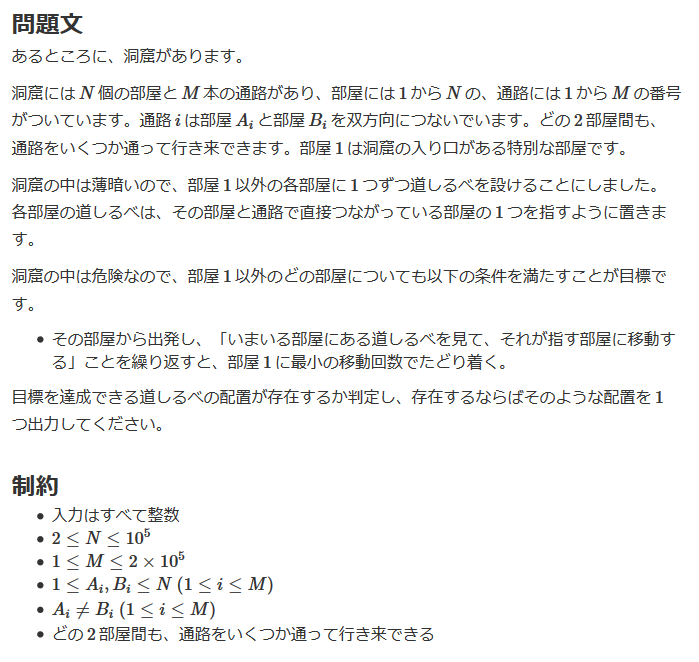 問題文
あるところに、洞窟があります。
洞窟には N 個の部屋と M 本の通路があり、部屋には 1 から N の、通路には 1 から M の番号
がついています。通路 i は部屋 A_i と部屋 B_i を双方向につないでいます。どの 2 部屋間も、
通路をいくつか通って行き来できます。部屋 1 は洞窟の入り口がある特別な部屋です。
洞窟の中は薄暗いので、部屋 1 以外の各部屋に 1 つずつ道しるべを設けることにしました。
各部屋の道しるべは、その部屋と通路で直接つながっている部屋の 1 つを指すように置きま
す。
洞窟の中は危険なので、部屋 1 以外のどの部屋についても以下の条件を満たすことが目標で
す。
• その部屋から出発し、「いまいる部屋にある道しるべを見て、それが指す部屋に移動す
る」ことを繰り返すと、部屋 1 に最小の移動回数でたどり着く。
目標を達成できる道しるべの配置が存在するか判定し、存在するならばそのような配置を 1
つ出力してください。
制約
• 入力はすべて整数
• 2 ≤ N ≤ 10^5
• 1 ≤ M ≤ 2 × 10^5
• 1 ≤ A_i, B_i ≤ N (1 ≤ i ≤ M)
• A_i ≠ B_i (1 ≤ i ≤ M)
• どの 2 部屋間も、通路をいくつか通って行き来できる